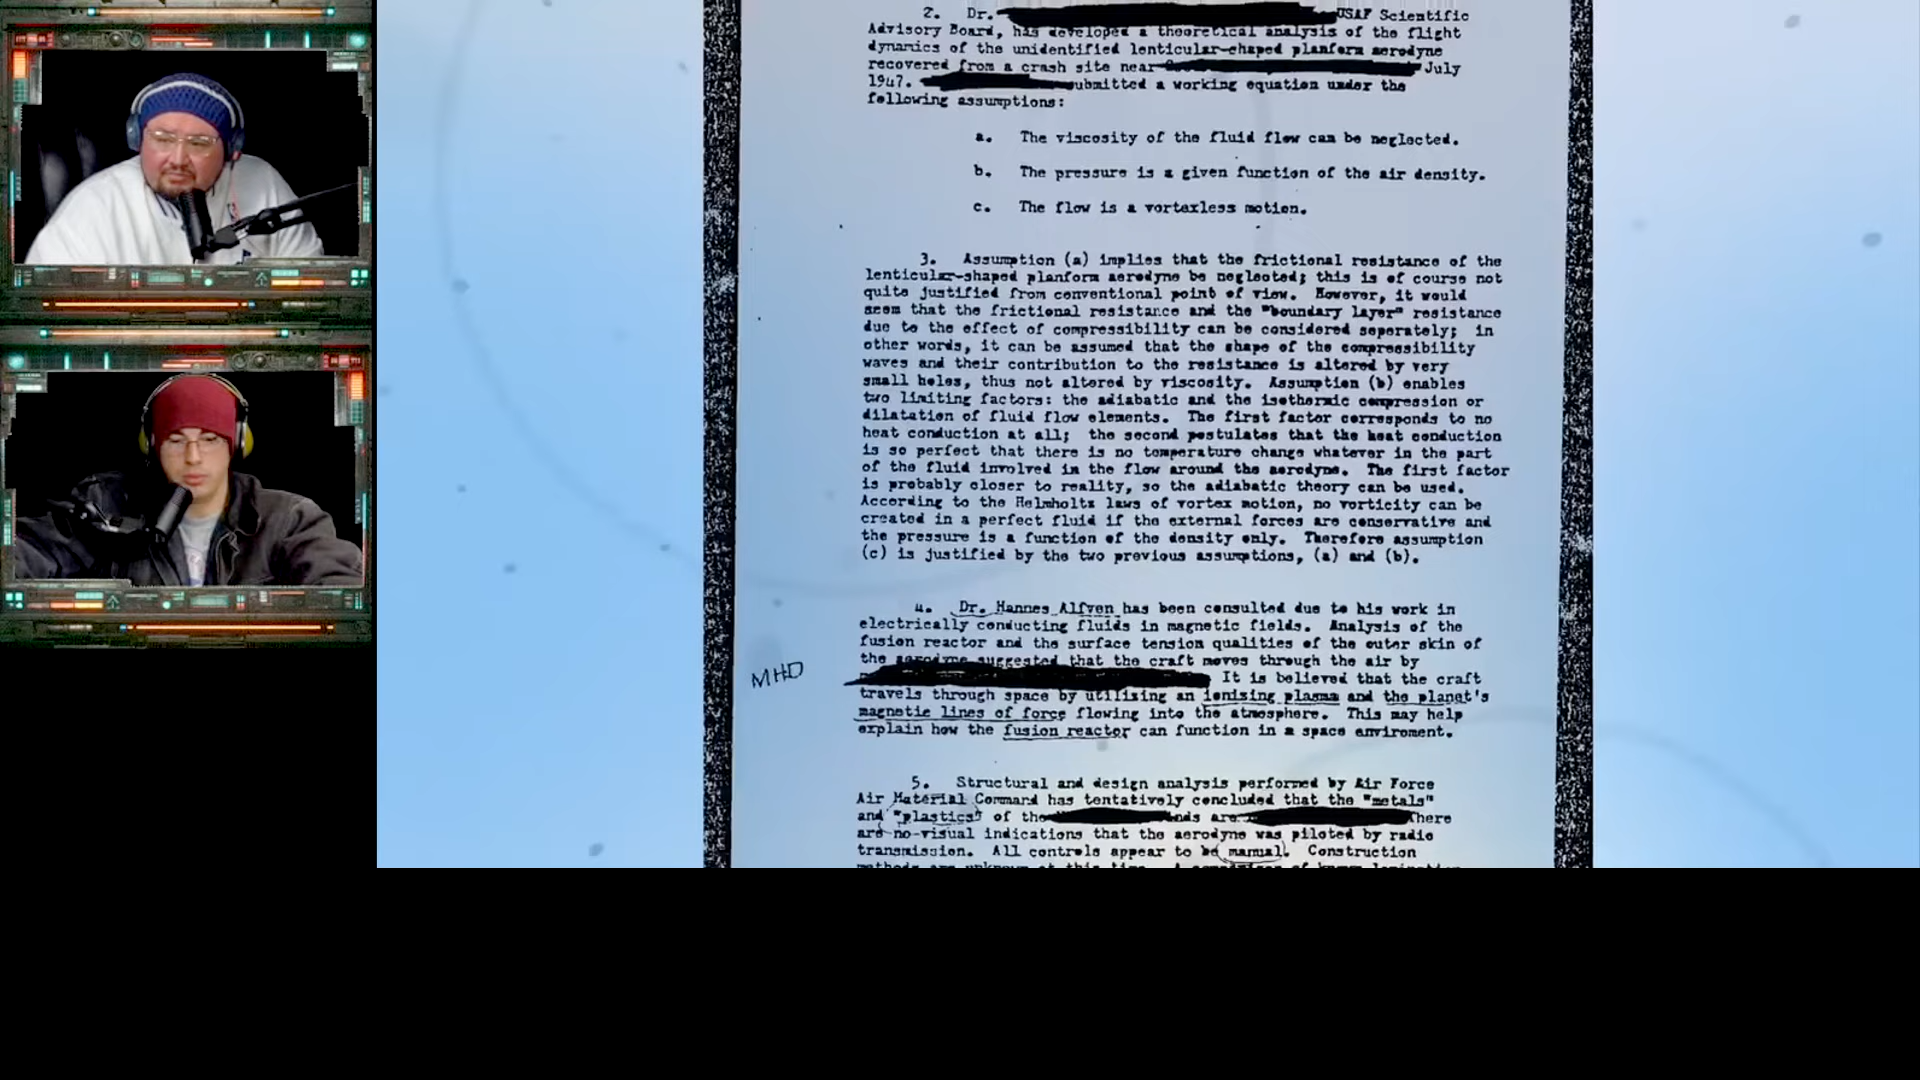 2. Dr. USAF Scientific
Advisory Board, has developed a theoretical analysis of the flight
dynamics of the unidentified lenticular-shaped planform aerodyne
recovered from a crash site near July
1947. submitted a working equation under the
following assumptions:
a. The viscosity of the fluid flow can be neglected.
b. The pressure is a given function of the air density.
c. The flow is a vortexless motion.
3. Assumption (a) implies that the frictional resistance of the
lenticular-shaped planform aerodyne be neglected; this is of course not
quite justified from conventional point of view. However, it would
seem that the frictional resistance and the "boundary layer" resistance
due to the effect of compressibility can be considered seperately; in
other words, it can be assumed that the shape of the compressibility
waves and their contribution to the resistance is altered by very
small holes, thus not altered by viscosity. Assumption (b) enables
two limiting factors: the adiabatic and the isothermic compression or
dilatation of fluid flow elements. The first factor corresponds to no
heat conduction at all; the second postulates that the heat conduction
is so perfect that there is no temperature change whatever in the part
of the fluid involved in the flow around the aerodyne. The first factor
is probably closer to reality, so the adiabatic theory can be used.
According to the Helmholtz laws of vortex motion, no vorticity can be
created in a perfect fluid if the external forces are conservative and
the pressure is a function of the density only. Therefore assumption
(c) is justified by the two previous assumptions, (a) and (b).
4. Dr. Hannes Alfven has been consulted due to his work in
electrically conducting fluids in magnetic fields. Analysis of the
fusion reactor and the surface tension qualities of the outer skin of
the aerodyne suggested that the craft moves through the air by
MHD It is believed that the craft
travels through space by utilizing an ionizing plasma and the planet's
magnetic lines of force flowing into the atmosphere. This may help
explain how the fusion reactor can function in a space enviroment.
5. Structural and design analysis performed by Air Force
Air Material Command has tentatively concluded that the "metals"
and "plastics" of the are There
are no visual indications that the aerodyne was piloted by radio
transmission. All controls appear to be manual. Construction